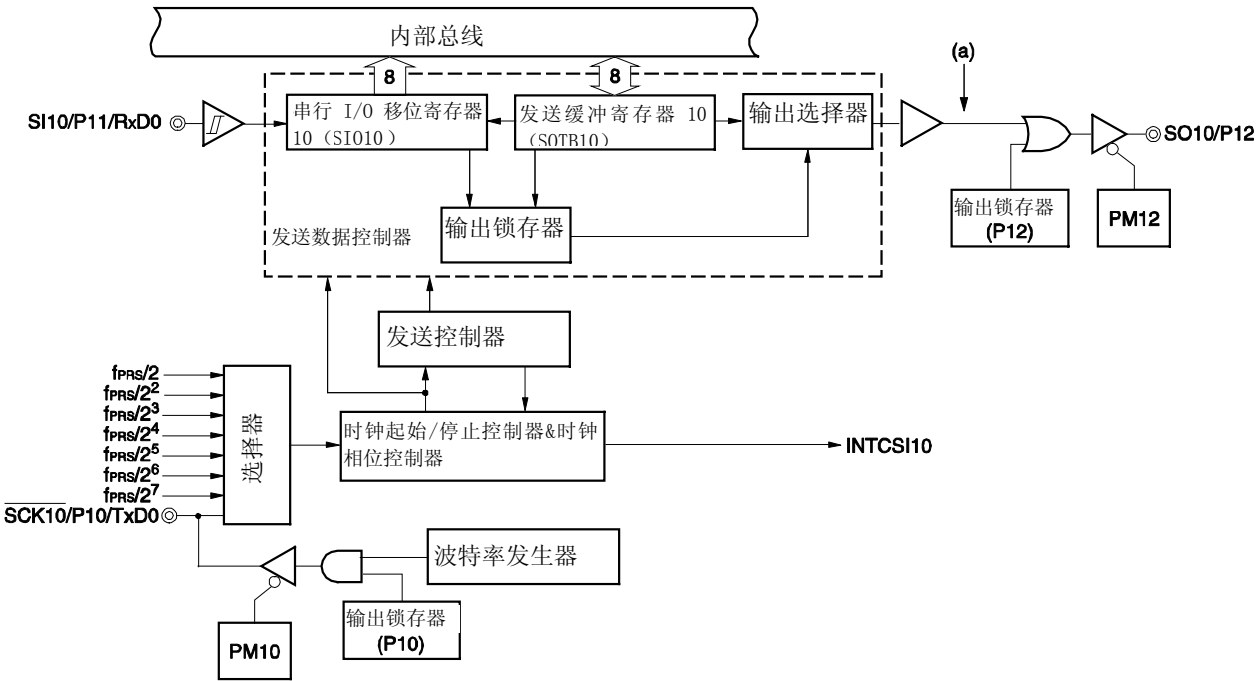 内部总线
8
8
(a)
SI10/P11/RxD0
串行 I/O 移位寄存器
10（SIO10）
发送缓冲寄存器 10
（SOTB10）
输出选择器
SO10/P12
输出锁存器
(P12)
PM12
输出锁存器
发送数据控制器
发送控制器
fPRS/2
fPRS/2²
fPRS/2³
fPRS/2⁴
fPRS/2⁵
fPRS/2⁶
fPRS/2⁷
SCK10/P10/TxD0
选择器
时钟起始/停止控制器&时钟
相位控制器
INTCSI10
波特率发生器
输出锁存器
(P10)
PM10